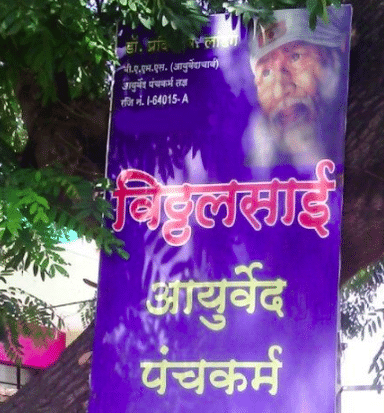 डॉ.
बी.ए.एम.एस. (आयुर्वेदाचार्य)
आयुर्वेद पंचकर्म तज्ञ
रजि नं. I-64015- A
विठ्ठलसाई
आयुर्वेद
पंचकर्म